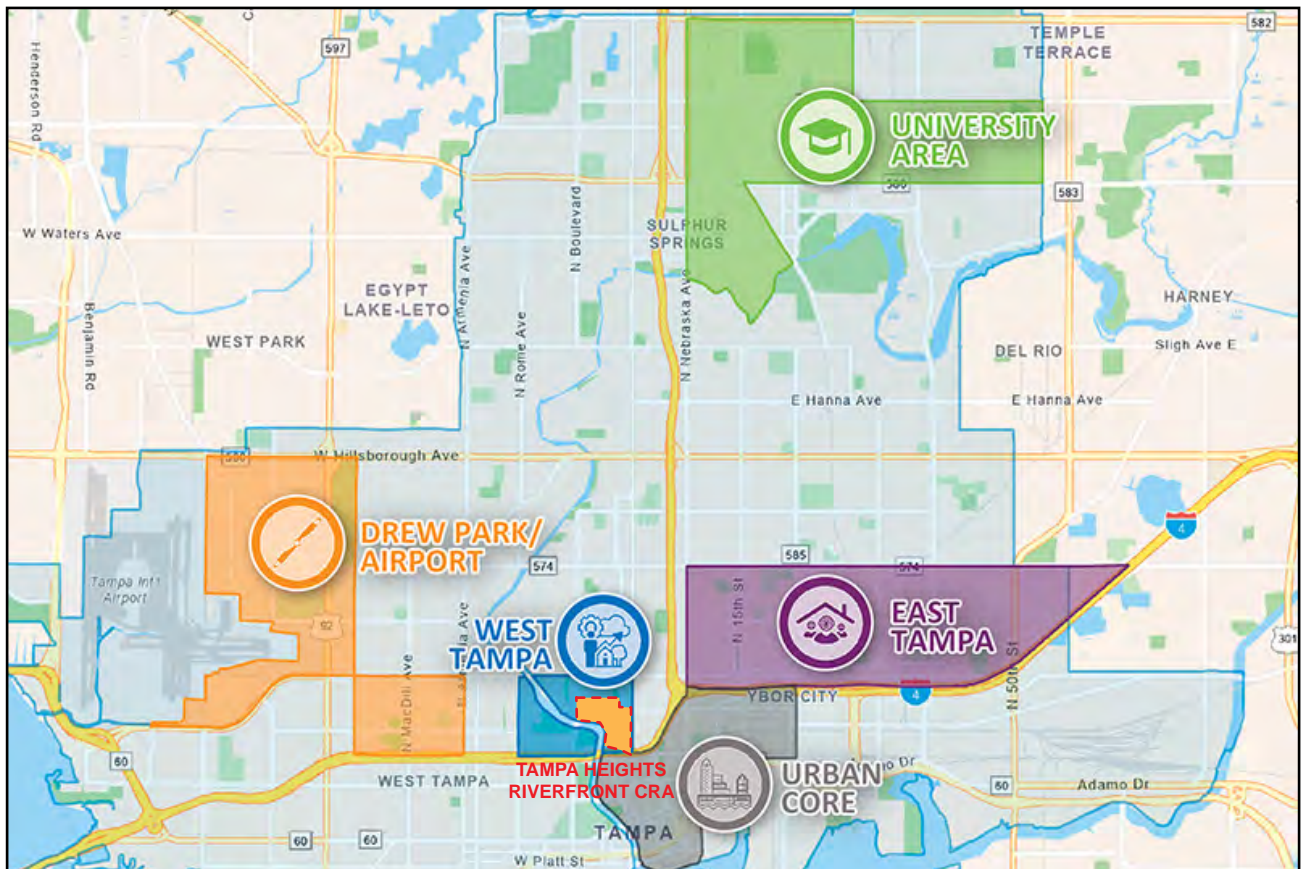 582
TEMPLE
TERRACE
597
Henderson Rd
UNIVERSITY
AREA
580
583
N Boulevard
W Waters Ave
SULPHUR
SPRINGS
EGYPT
LAKE-LETO
N Armenia Ave
N Nebraska Ave
HARNEY
Benjamin Rd
WEST PARK
N Rome Ave
DEL RIO
Sligh Ave E
E Hanna Ave
E Hanna Ave
580
W Hillsborough Ave
4
DREW PARK/
AIRPORT
585
574
574
Tampa Int'l
Airport
N 15th St
EAST
TAMPA
92
WEST
TAMPA
301
N MacDill Ave
N 50th St
YBOR CITY
4
60
WEST TAMPA
TAMPA HEIGHTS
RIVERFRONT CRA
URBAN
CORE
Adamo Dr
60
Adamo Dr
60
60
TAMPA
W Platt St